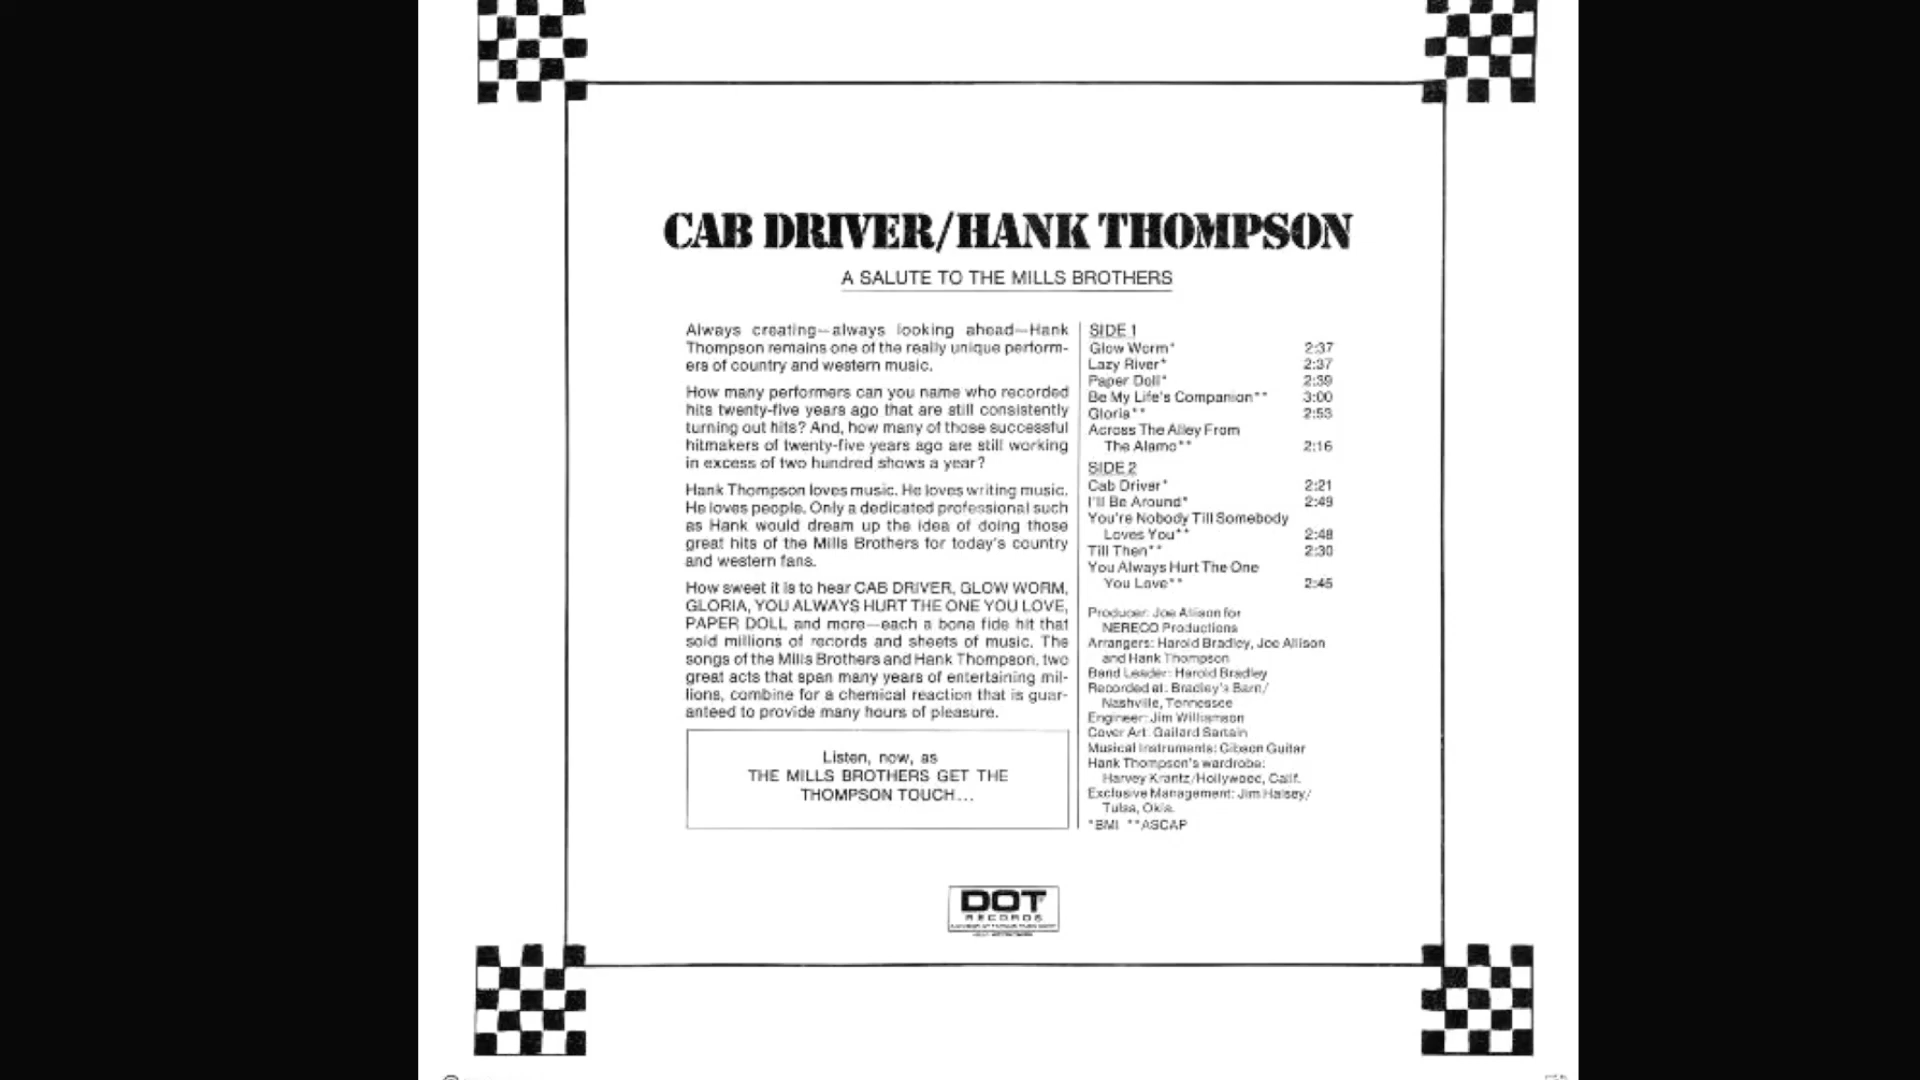 CAB DRIVER/HANK THOMPSON
A SALUTE TO THE MILLS BROTHERS
Always creating—always looking ahead—Hank
Thompson remains one of the really unique perform-
ers of country and western music.
How many performers can you name who recorded
hits twenty-five years ago that are still consistently
turning out hits? And, how many of those successful
hitmakers of twenty-five years ago are still working
in excess of two hundred shows a year?
Hank Thompson loves music. He loves writing music.
He loves people. Only a dedicated professional such
as Hank would dream up the idea of doing those
great hits of the Mills Brothers for today's country
and western fans.
How sweet it is to hear CAB DRIVER, GLOW WORM,
GLORIA, YOU ALWAYS HURT THE ONE YOU LOVE,
PAPER DOLL and more—each a bona fide hit that
sold millions of records and sheets of music. The
songs of the Mills Brothers and Hank Thompson, two
great acts that span many years of entertaining mil-
lions, combine for a chemical reaction that is guar-
anteed to provide many hours of pleasure.
Listen, now, as
THE MILLS BROTHERS GET THE
THOMPSON TOUCH...
SIDE 1
Glow Worm* 2:37
Lazy River* 2:37
Paper Doll* 2:39
Be My Life's Companion** 3:00
Gloria** 2:53
Across The Alley From
The Alamo** 2:16
SIDE 2
Cab Driver* 2:21
I'll Be Around* 2:49
You're Nobody Till Somebody
Loves You** 2:48
Till Then** 2:30
You Always Hurt The One
You Love** 2:45
Producer: Joe Allison for
NERECO Productions
Arrangers: Harold Bradley, Joe Allison
and Hank Thompson
Band Leader: Harold Bradley
Recorded at: Bradley's Barn/
Nashville, Tennessee
Engineer: Jim Williamson
Cover Art: Gailard Sartain
Musical Instruments: Gibson Guitar
Hank Thompson's wardrobe:
Harvey Krantz/Hollywood, Calif.
Exclusive Management: Jim Halsey/
Tulsa, Okla.
*BMI **ASCAP
DOT
RECORDS